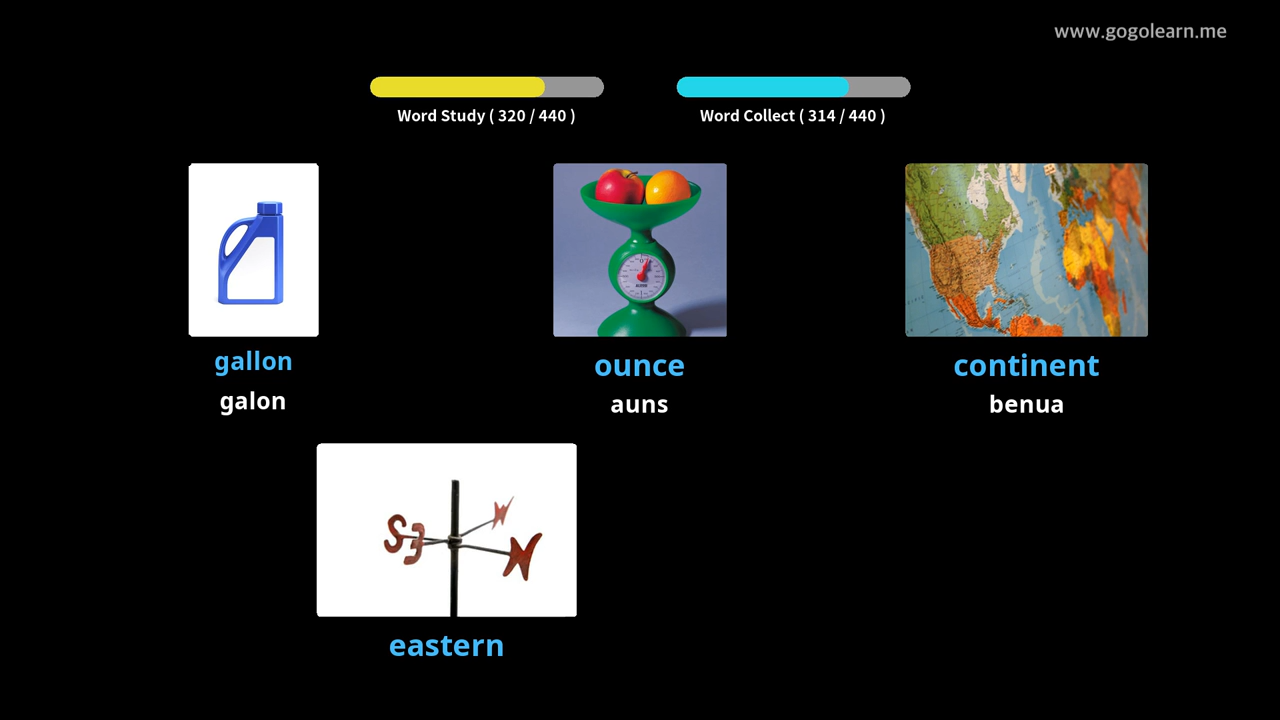 www.gogolearn.me
Word Study ( 320 / 440 )
Word Collect ( 314 / 440 )
gallon
galon
ounce
auns
continent
benua
S E
eastern